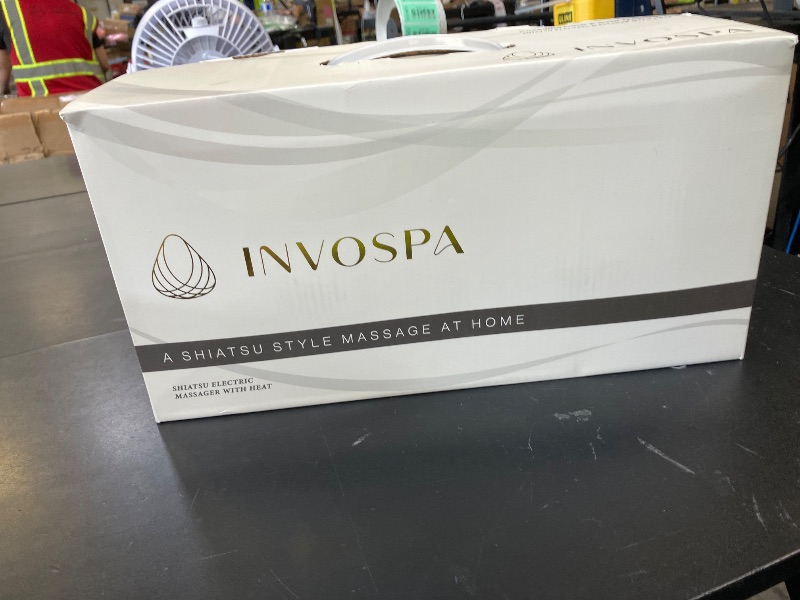 INVOSPA
INVOSPA
A SHIATSU STYLE MASSAGE AT HOME
SHIATSU ELECTRIC
MASSAGER WITH HEAT